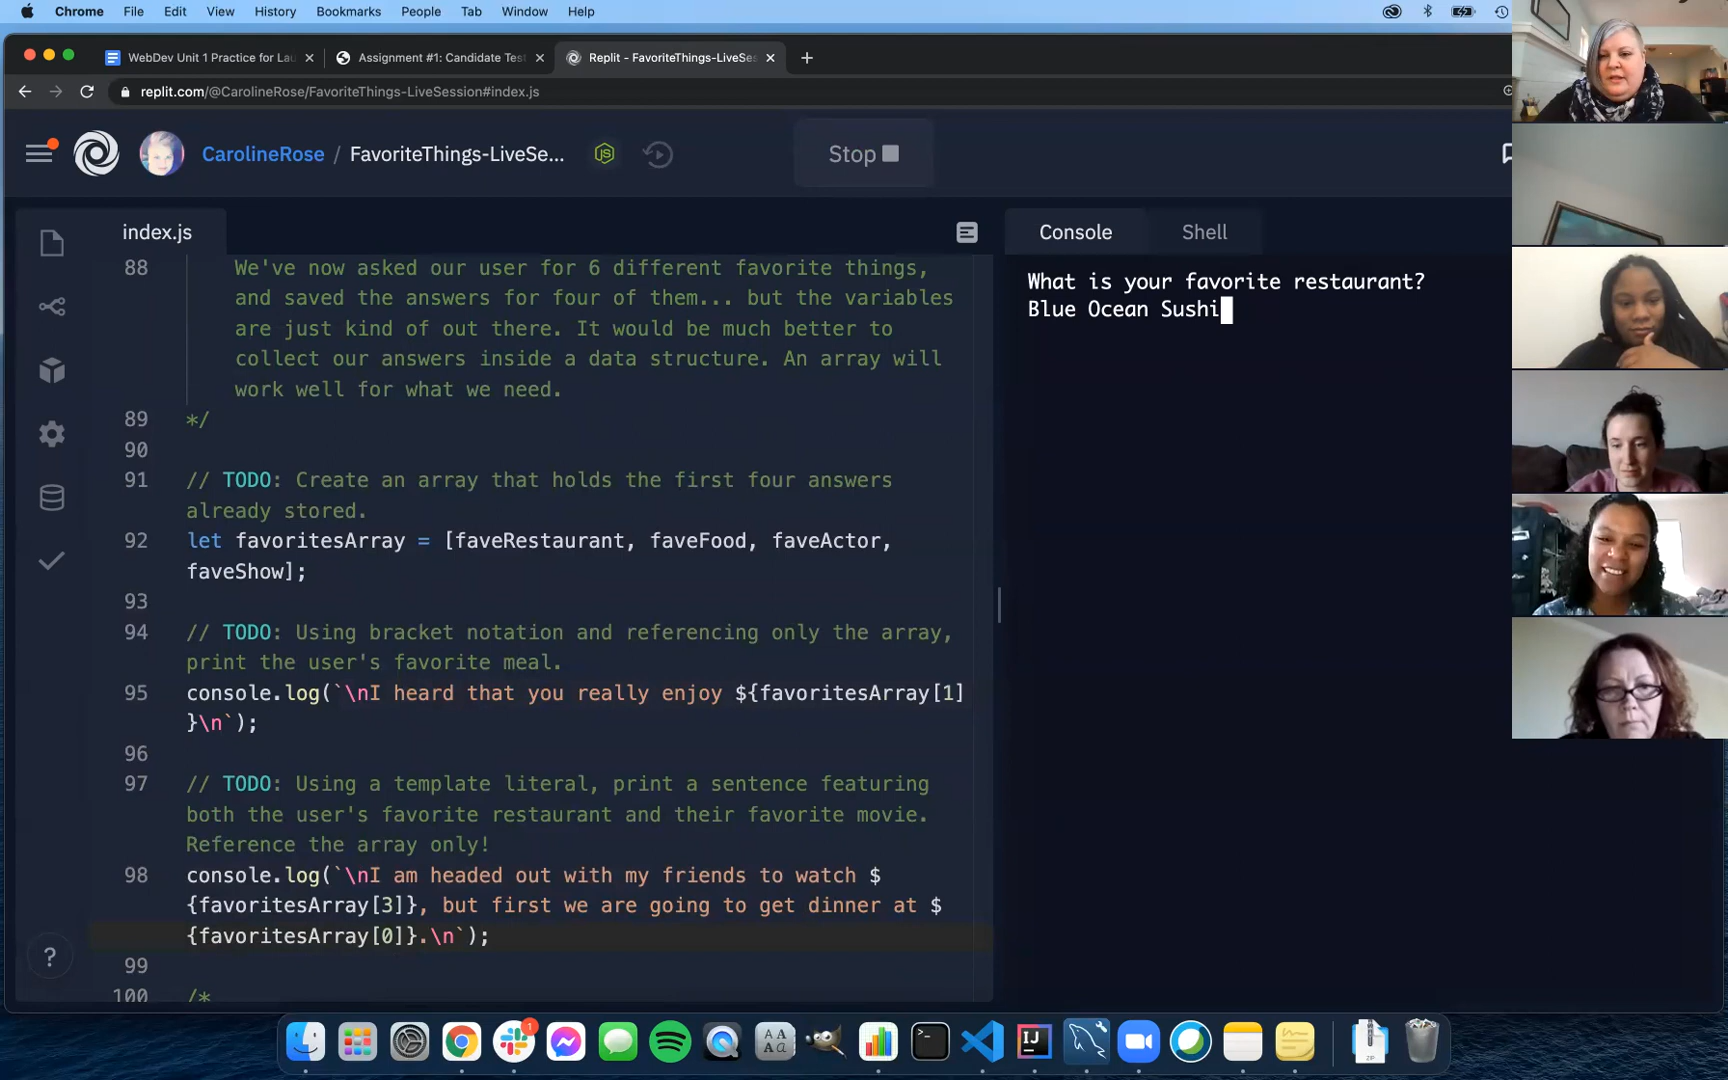 Chrome File Edit View History Bookmarks People Tab Window Help
WebDev Unit 1 Practice for Lau
Assignment #1: Candidate Test
Replit - FavoriteThings-LiveSes
replit.com/@CarolineRose/FavoriteThings-LiveSession#index.js
CarolineRose / FavoriteThings-LiveSe...
Stop
index.js
Console Shell
88 We've now asked our user for 6 different favorite things,
and saved the answers for four of them... but the variables
are just kind of out there. It would be much better to
collect our answers inside a data structure. An array will
work well for what we need.
89 */
90
91 // TODO: Create an array that holds the first four answers
already stored.
92 let favoritesArray = [faveRestaurant, faveFood, faveActor,
faveShow];
93
94 // TODO: Using bracket notation and referencing only the array,
print the user's favorite meal.
95 console.log(`\nI heard that you really enjoy ${favoritesArray[1]
}\n`);
96
97 // TODO: Using a template literal, print a sentence featuring
both the user's favorite restaurant and their favorite movie.
Reference the array only!
98 console.log(`\nI am headed out with my friends to watch $
{favoritesArray[3]}, but first we are going to get dinner at $
{favoritesArray[0]}.\n`);
99
100 /*
What is your favorite restaurant?
Blue Ocean Sushi
JS
?
1
AA
AA
IJ
ZIP